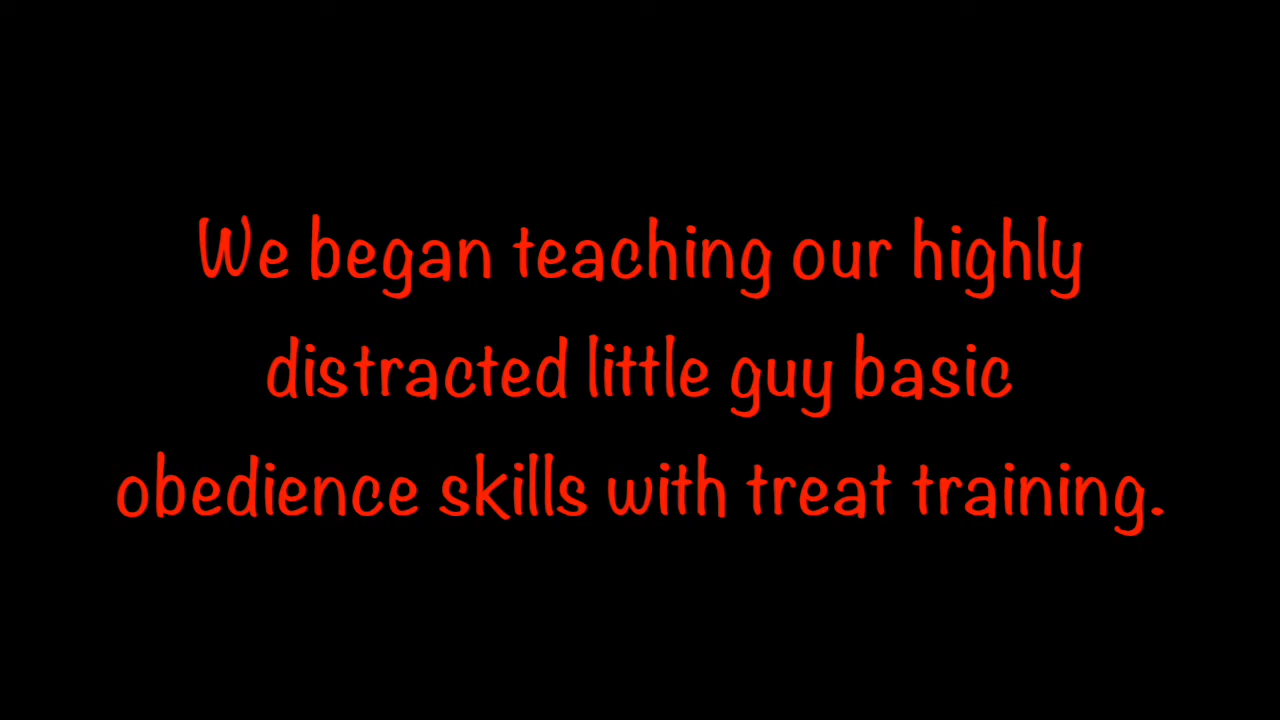 We began teaching our highly
distracted little guy basic
obedience skills with treat training.